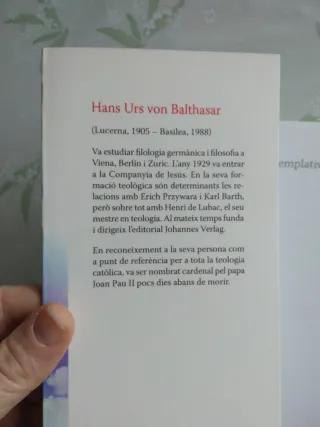 Hans Urs von Balthasar
(Lucerna, 1905 – Basilea, 1988)
Va estudiar filologia germànica i filosofia a
Viena, Berlín i Zuric. L'any 1929 va entrar
a la Companyia de Jesús. En la seva for-
mació teològica són determinants les re-
lacions amb Erich Przywara i Karl Barth,
però sobre tot amb Henri de Lubac, el seu
mestre en teologia. Al mateix temps funda
i dirigeix l'editorial Johannes Verlag.
En reconeixement a la seva persona com
a punt de referència per a tota la teologia
catòlica, va ser nombrat cardenal pel papa
Joan Pau II pocs dies abans de morir.